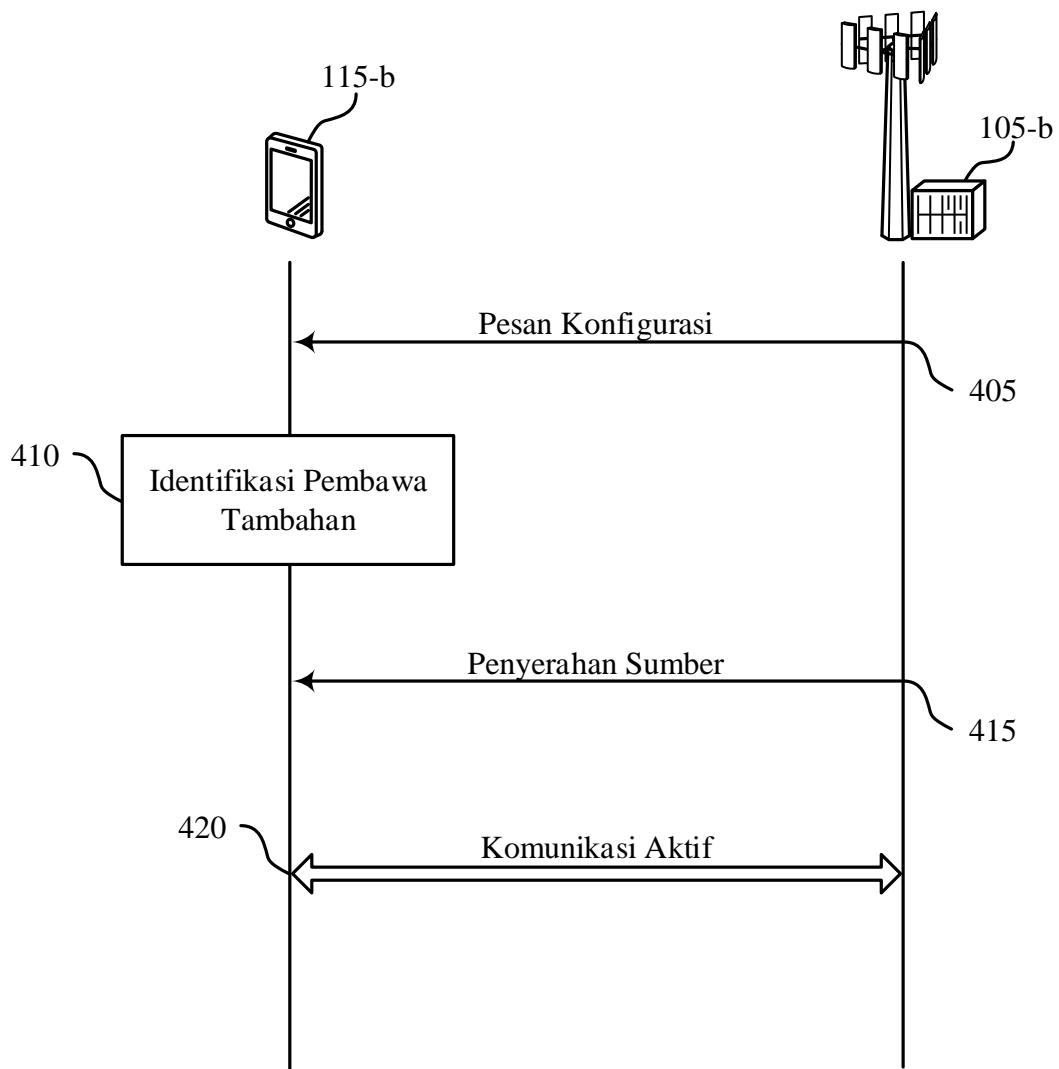 115-b
105-b
Pesan Konfigurasi
405
410
Identifikasi Pembawa
Tambahan
Penyerahan Sumber
415
420
Komunikasi Aktif